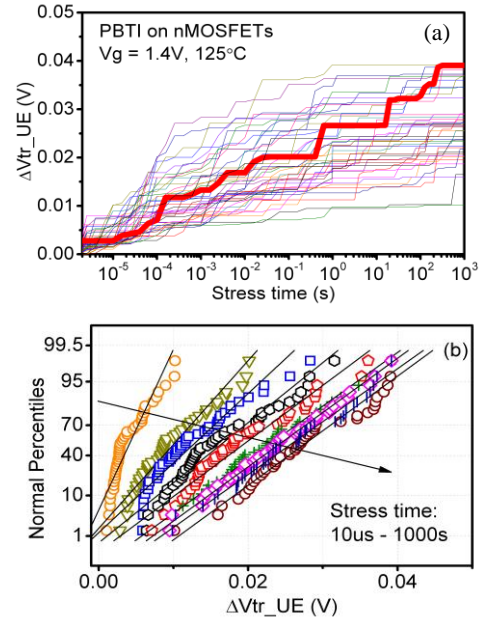 PBTI on nMOSFETs
Vg = 1.4V, 125°C
(a)
0.05
0.04
0.03
0.02
0.01
0.00
ΔVtr_UE (V)
10⁻⁵ 10⁻⁴ 10⁻³ 10⁻² 10⁻¹ 10⁰ 10¹ 10² 10³
Stress time (s)
(b)
99.5
95
70
40
10
1
Normal Percentiles
Stress time:
10us - 1000s
0.00 0.02 0.04
ΔVtr_UE (V)